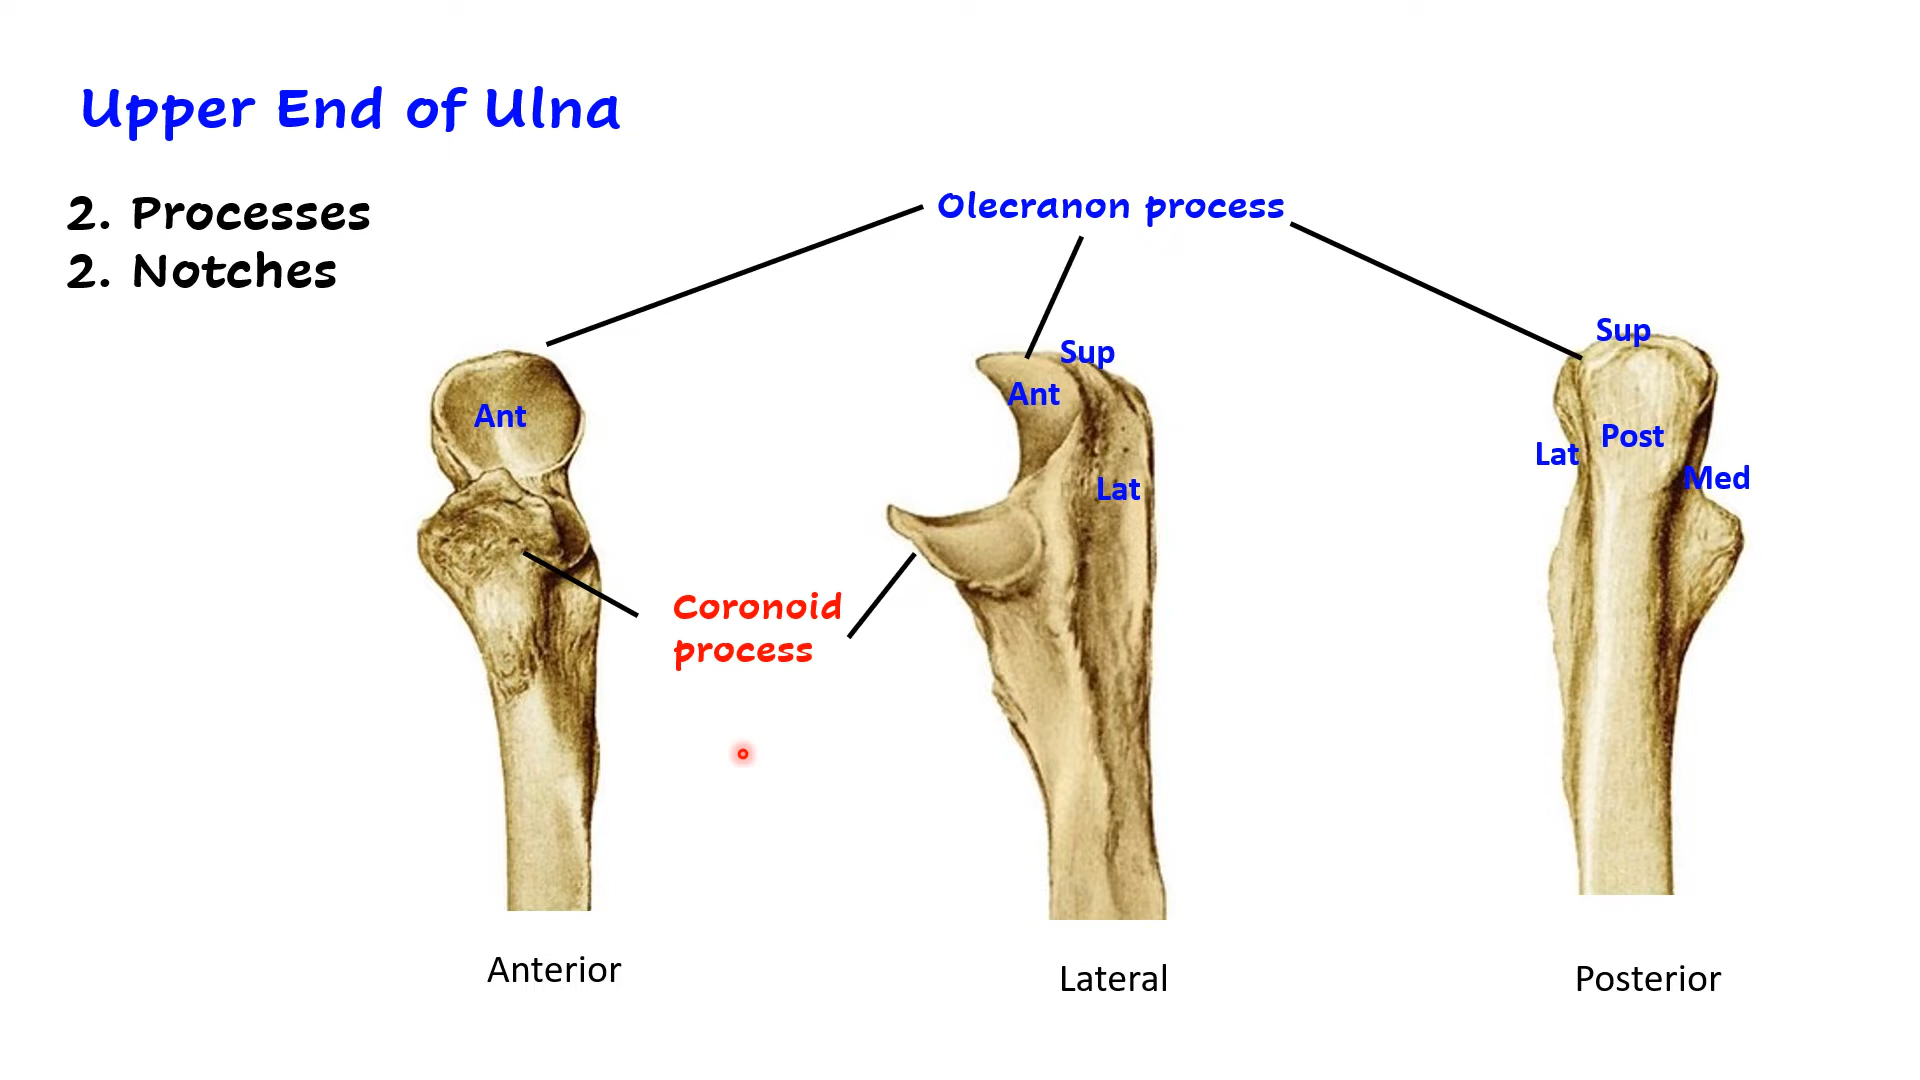 Upper End of Ulna
2. Processes
2. Notches
Olecranon process
Sup
Sup
Ant
Ant
Post
Lat
Med
Lat
Coronoid
process
Anterior
Lateral
Posterior